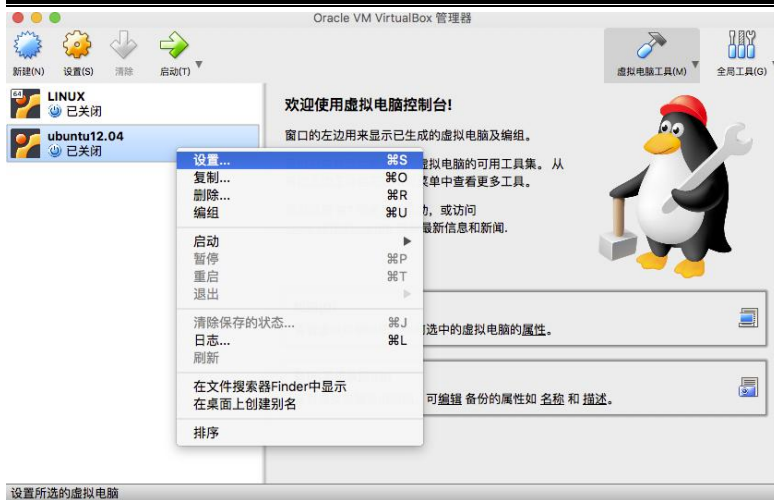 Oracle VM VirtualBox 管理器
新建(N) 设置(S) 清除 启动(T) 虚拟电脑工具(M) 全局工具(G)
64
LINUX
已关闭
ubuntu12.04
已关闭
欢迎使用虚拟电脑控制台!
窗口的左边用来显示已生成的虚拟电脑及编组。
虚拟电脑的可用工具集。 从
菜单中查看更多工具。
，或访问
最新信息和新闻.
设置... ⌘S
复制... ⌘O
删除... ⌘R
编组 ⌘U
启动
暂停 ⌘P
重启 ⌘T
退出
清除保存的状态... ⌘J
日志... ⌘L
刷新
在文件搜索器Finder中显示
在桌面上创建别名
排序
选中的虚拟电脑的属性。
可编辑 备份的属性如 名称 和 描述。
设置所选的虚拟电脑